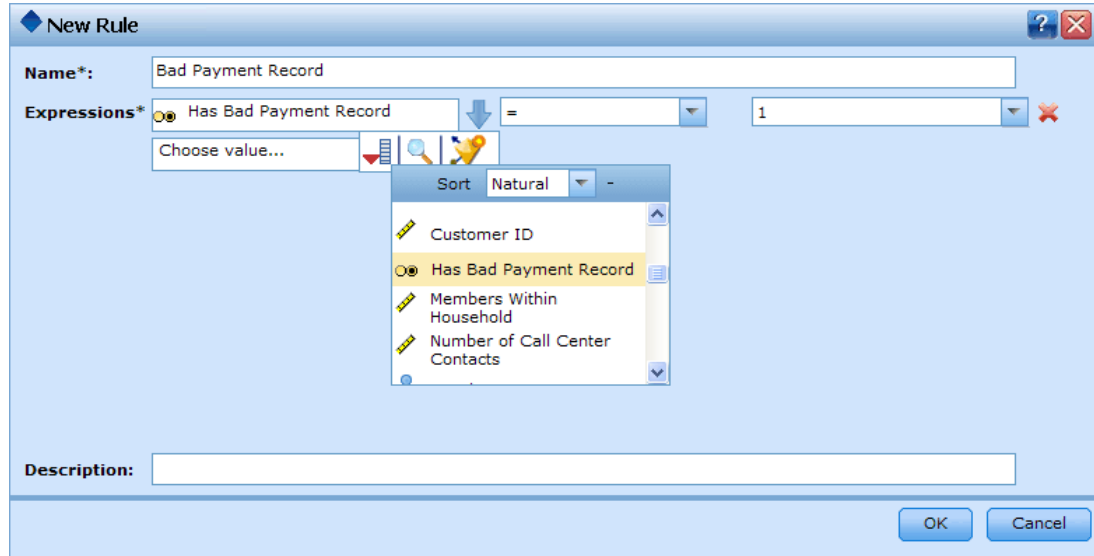 New Rule
?
Name*: Bad Payment Record
Expressions* Has Bad Payment Record = 1
Choose value...
Sort Natural -
Customer ID
Has Bad Payment Record
Members Within
Household
Number of Call Center
Contacts
Description:
OK Cancel